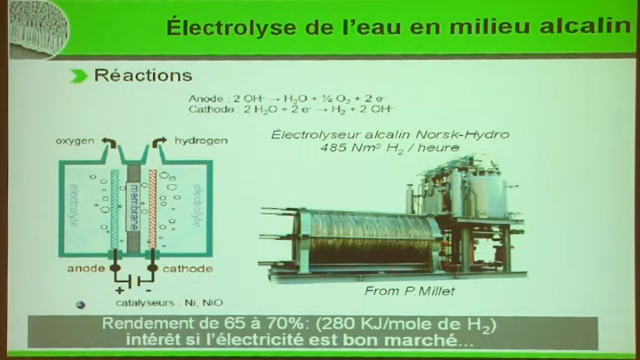 Électrolyse de l'eau en milieu alcalin
Réactions
Anode : 2 OH⁻ → H₂O + ½ O₂ + 2 e⁻
Cathode : 2 H₂O + 2 e⁻ → H₂ + 2 OH⁻
oxygen
hydrogen
Électrolyseur alcalin Norsk-Hydro
485 Nm³ H₂ / heure
électrolyte
membrane
électrolyte
anode
cathode
+ -
catalyseurs : Ni, NiO
From P.Millet
Rendement de 65 à 70%: (280 KJ/mole de H₂)
intérêt si l'électricité est bon marché...